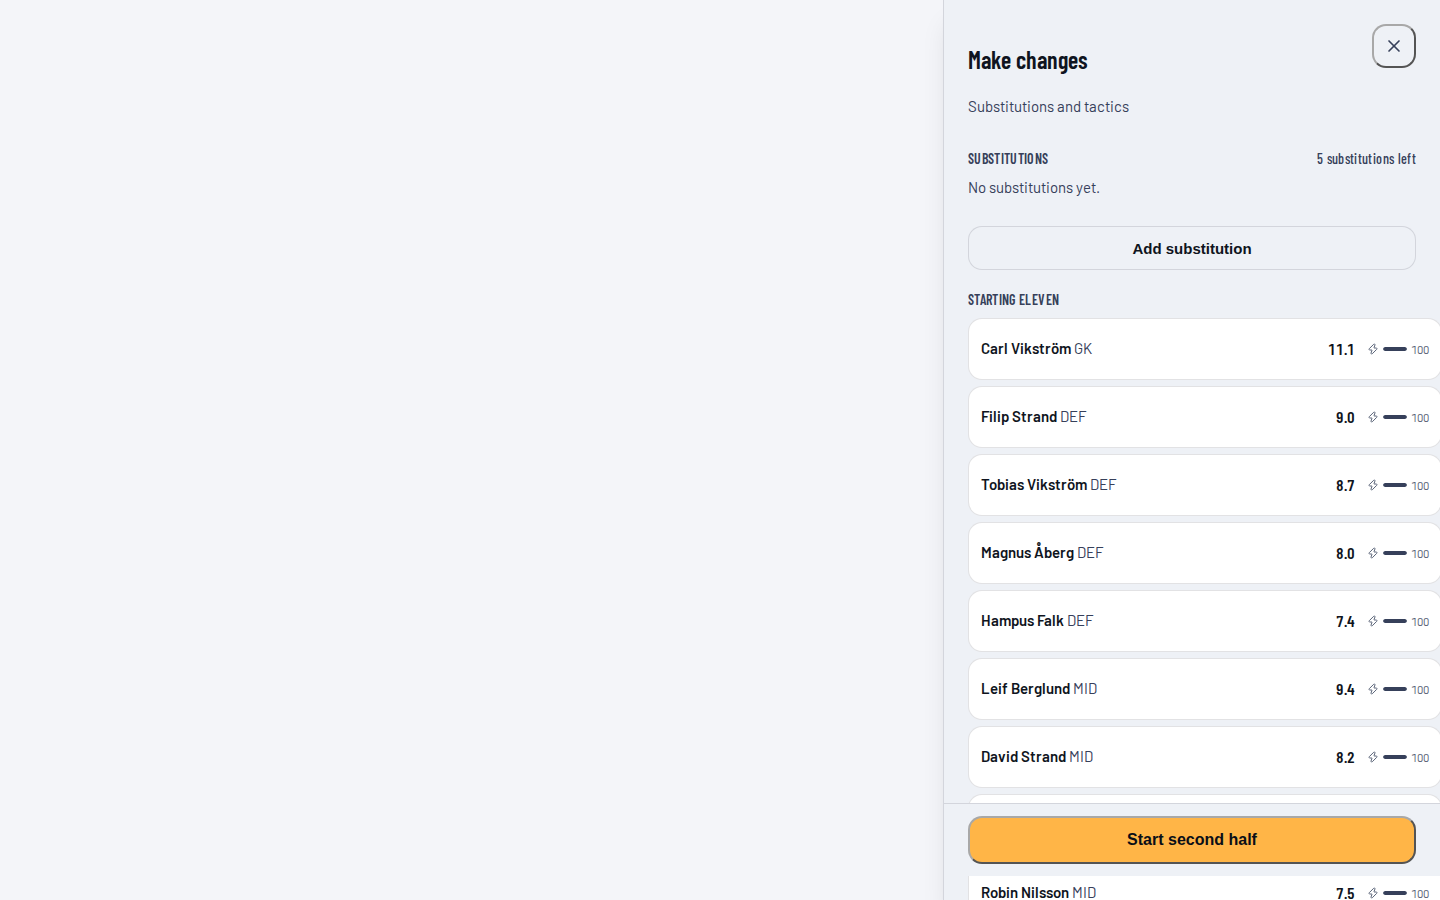 Make changes
Substitutions and tactics
SUBSTITUTIONS 5 substitutions left
No substitutions yet.
Add substitution
STARTING ELEVEN
Carl Vikström GK 11.1 100
Filip Strand DEF 9.0 100
Tobias Vikström DEF 8.7 100
Magnus Åberg DEF 8.0 100
Hampus Falk DEF 7.4 100
Leif Berglund MID 9.4 100
David Strand MID 8.2 100
Start second half
Robin Nilsson MID 7.5 100